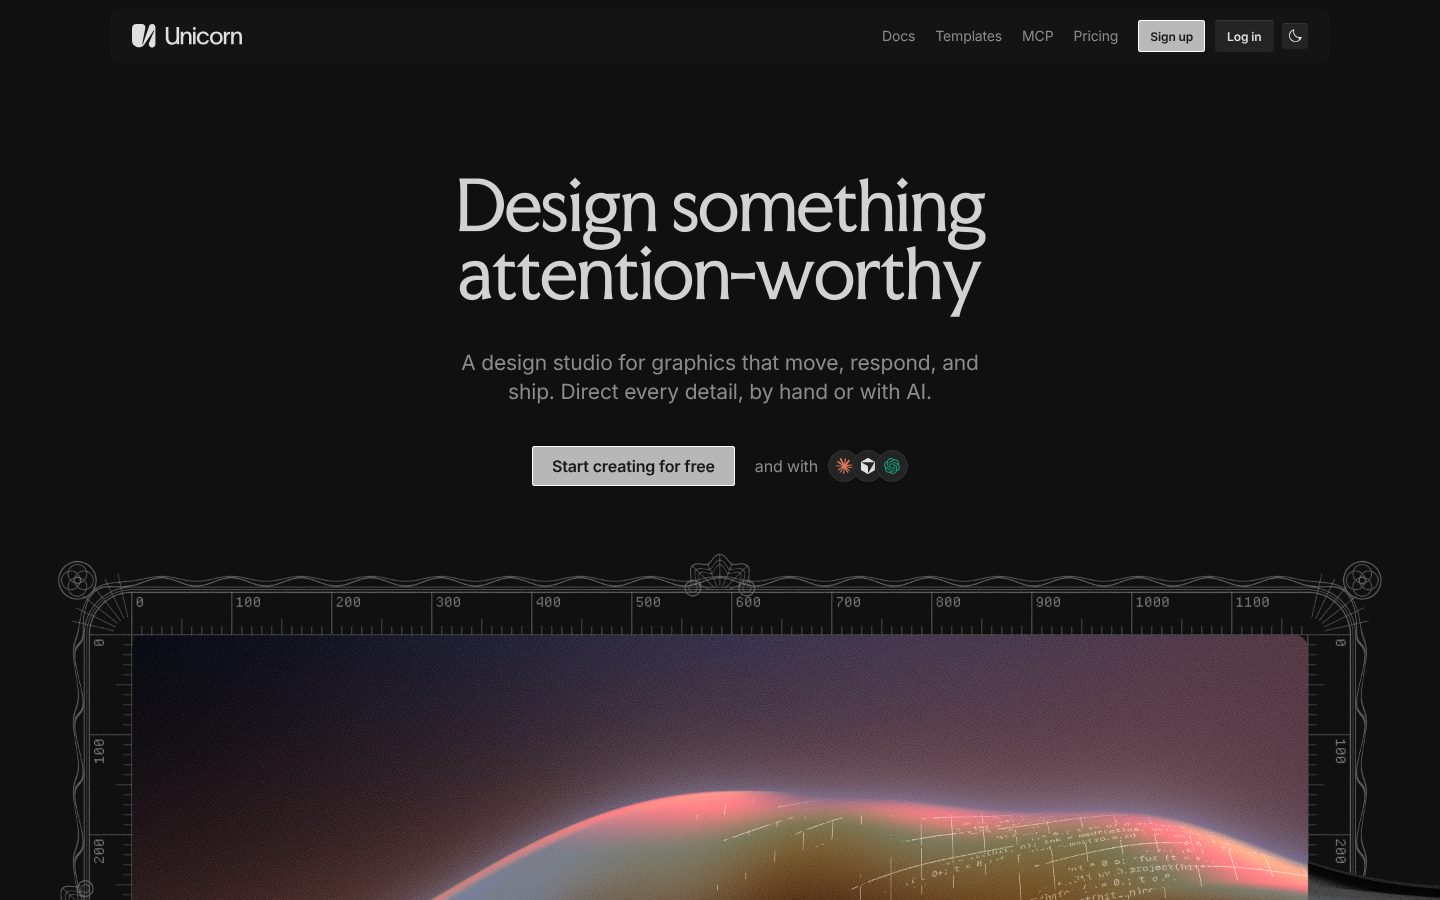 Unicorn
Docs Templates MCP Pricing Sign up Log in
Design something
attention-worthy
A design studio for graphics that move, respond, and
ship. Direct every detail, by hand or with AI.
Start creating for free and with
0 100 200 300 400 500 600 700 800 900 1000 1100
0 0
100 100
200 200